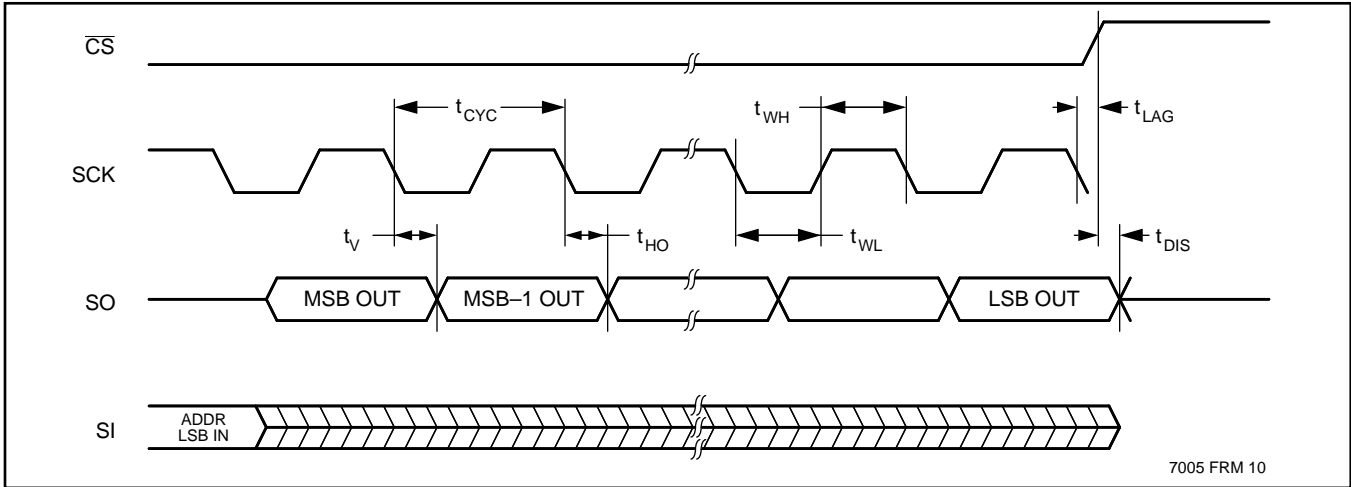 CS
tCYC
tWH
tLAG
SCK
tV
tHO
tWL
tDIS
SO
MSB OUT
MSB–1 OUT
LSB OUT
SI
ADDR
LSB IN
7005 FRM 10